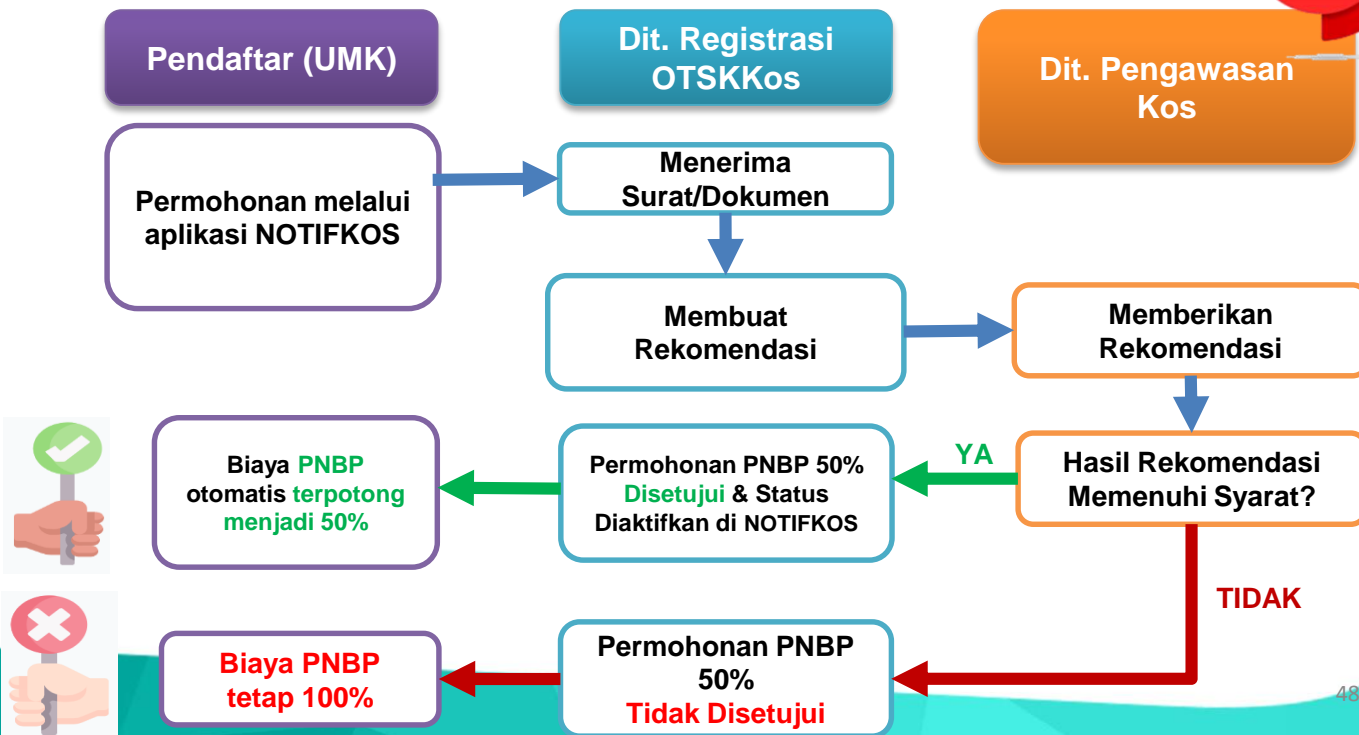 Pendaftar (UMK)
Dit. Registrasi
OTSKKos
Dit. Pengawasan
Kos
Permohonan melalui
aplikasi NOTIFKOS
Menerima
Surat/Dokumen
Membuat
Rekomendasi
Memberikan
Rekomendasi
Hasil Rekomendasi
Memenuhi Syarat?
YA
Permohonan PNBP 50%
Disetujui & Status
Diaktifkan di NOTIFKOS
Biaya PNBP
otomatis terpotong
menjadi 50%
TIDAK
Permohonan PNBP
50%
Tidak Disetujui
Biaya PNBP
tetap 100%
48